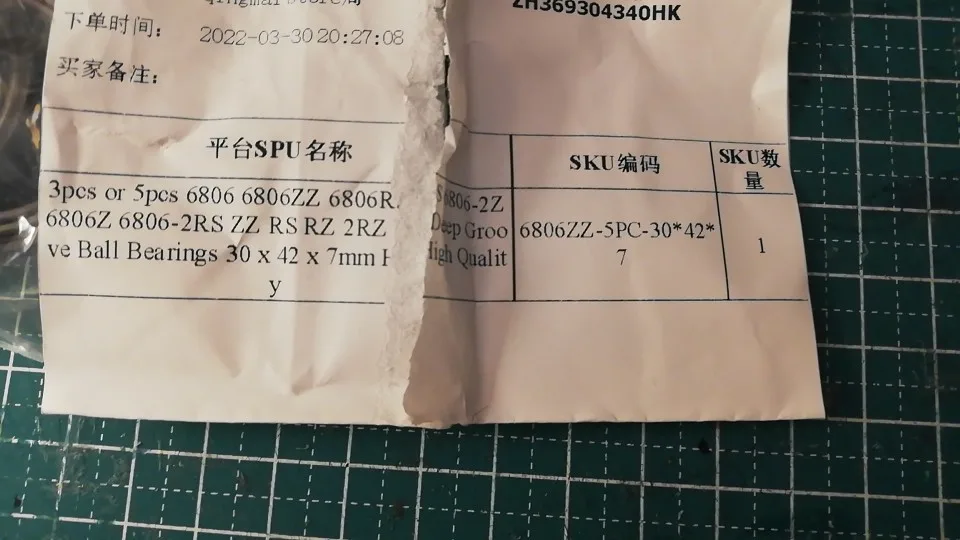 ZH369304340HK
下单时间：
2022-03-30 20:27:08
买家备注：
平台SPU名称
SKU编码
SKU数量
3pcs or 5pcs 6806 6806ZZ 6806R S 6806-2Z
6806Z 6806-2RS ZZ RS RZ 2RZ Deep Groo
ve Ball Bearings 30 x 42 x 7mm High Qualit
y
6806ZZ-5PC-30*42*
7
1